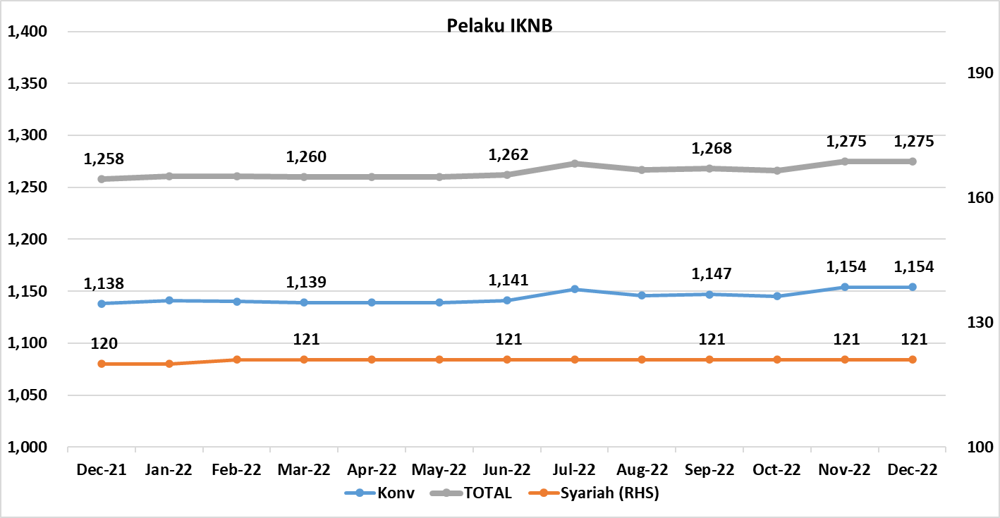 Pelaku IKNB
1,400
1,350
1,300
1,250
1,200
1,150
1,100
1,050
1,000
190
160
130
100
1,258 1,260 1,262 1,268 1,275 1,275
1,138 1,139 1,141 1,147 1,154 1,154
120 121 121 121 121 121
Dec-21 Jan-22 Feb-22 Mar-22 Apr-22 May-22 Jun-22 Jul-22 Aug-22 Sep-22 Oct-22 Nov-22 Dec-22
Konv TOTAL Syariah (RHS)